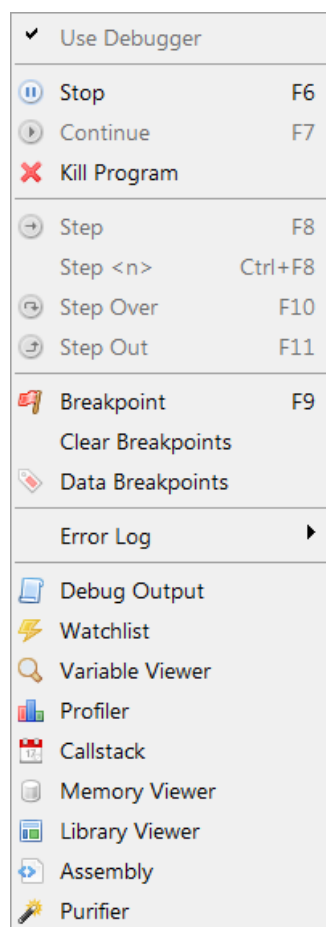 Use Debugger
Stop F6
Continue F7
Kill Program
Step F8
Step <n> Ctrl+F8
Step Over F10
Step Out F11
Breakpoint F9
Clear Breakpoints
Data Breakpoints
Error Log
Debug Output
Watchlist
Variable Viewer
Profiler
Callstack
Memory Viewer
Library Viewer
Assembly
Purifier